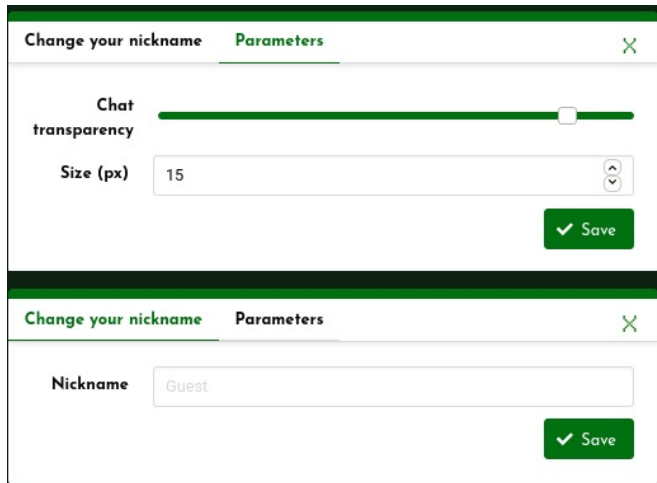 Change your nickname Parameters
Chat
transparency
Size (px) 15
Save
Change your nickname Parameters
Nickname Guest
Save